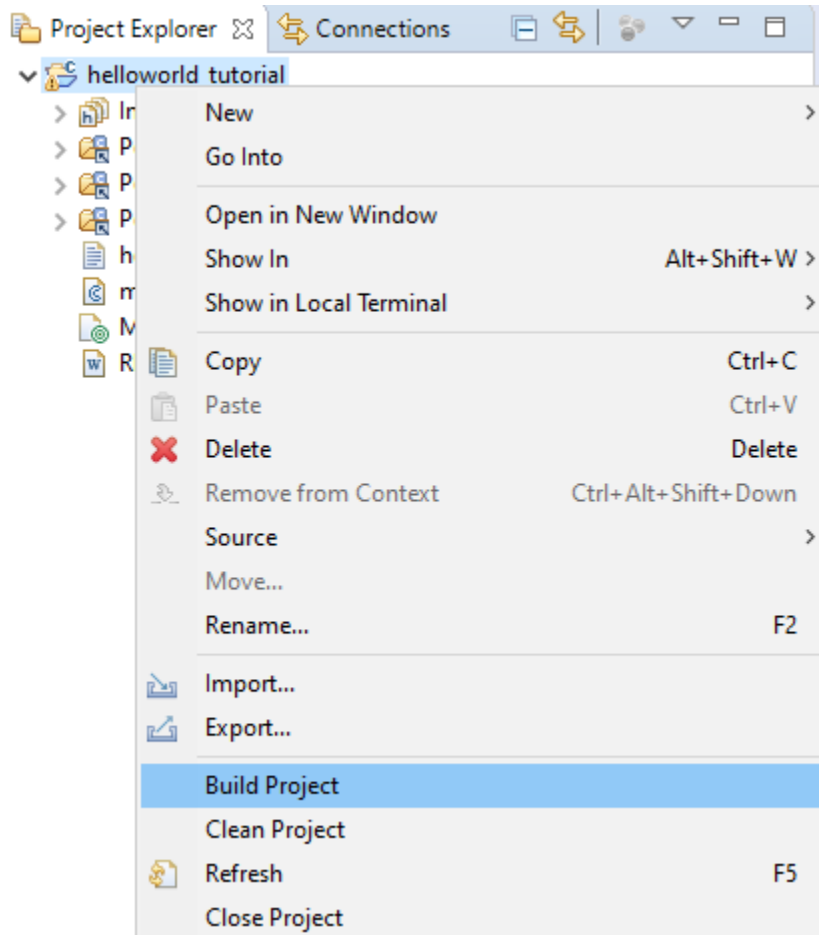 Project Explorer Connections
helloworld_tutorial
In
P
P
P
h
m
M
R
New
Go Into
Open in New Window
Show In Alt+Shift+W
Show in Local Terminal
Copy Ctrl+C
Paste Ctrl+V
Delete Delete
Remove from Context Ctrl+Alt+Shift+Down
Source
Move...
Rename... F2
Import...
Export...
Build Project
Clean Project
Refresh F5
Close Project